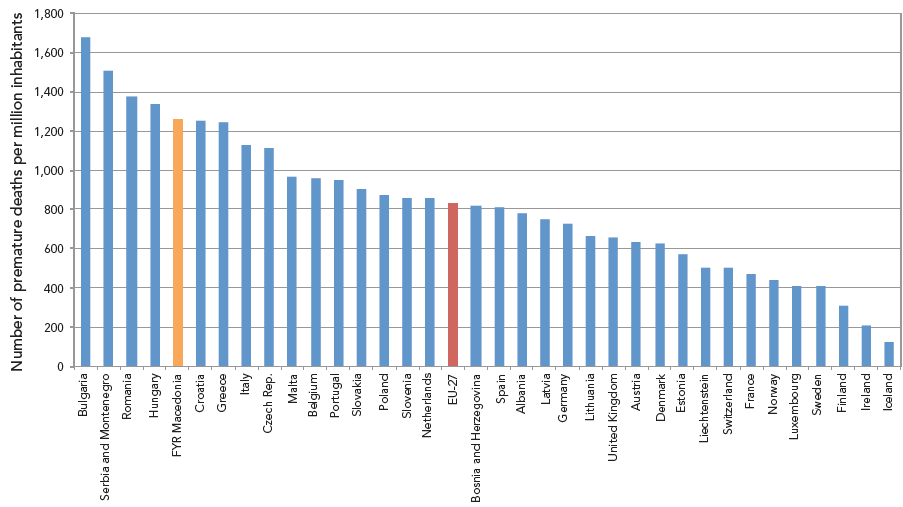 Number of premature deaths per million inhabitants
1,800
1,600
1,400
1,200
1,000
800
600
400
200
0
Bulgaria
Serbia and Montenegro
Romania
Hungary
FYR Macedonia
Croatia
Greece
Italy
Czech Rep.
Malta
Belgium
Portugal
Slovakia
Poland
Slovenia
Netherlands
EU-27
Bosnia and Herzegovina
Spain
Albania
Latvia
Germany
Lithuania
United Kingdom
Austria
Denmark
Estonia
Liechtenstein
Switzerland
France
Norway
Luxembourg
Sweden
Finland
Ireland
Iceland